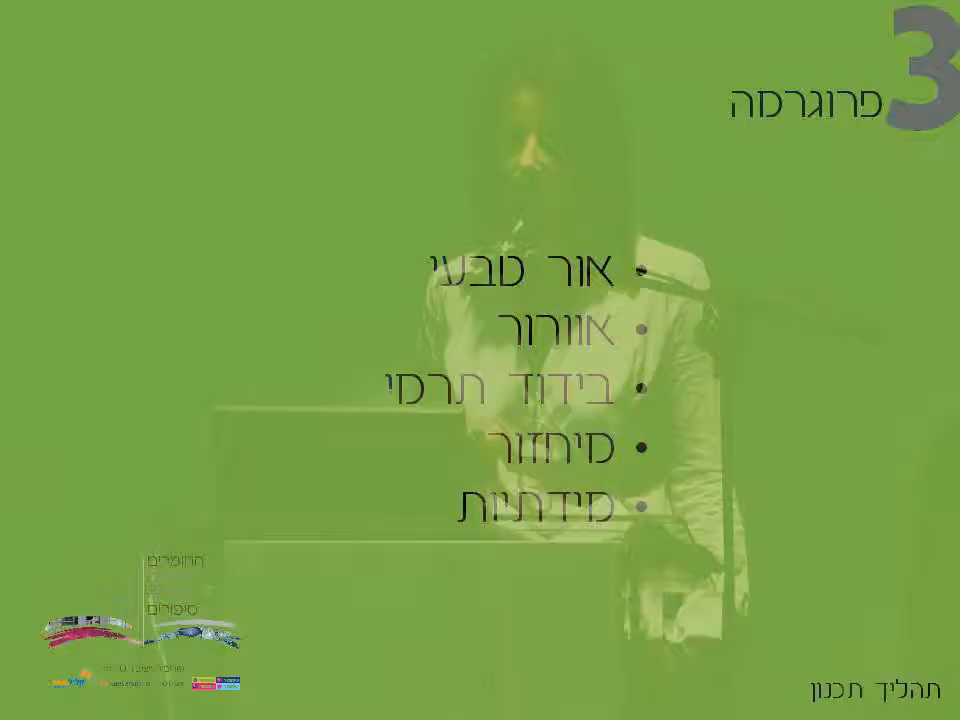 3
פרוגרמה
• אור טבעי
• אוורור
• בידוד תרמי
• מיחזור
• מידתיות
החומרים
סיפורים
תהליך תכנון